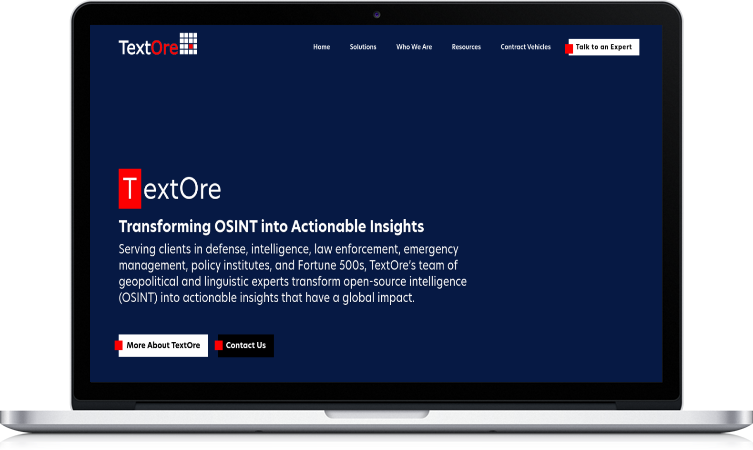 TextOre
Home Solutions Who We Are Resources Contract Vehicles Talk to an Expert
TextOre
Transforming OSINT into Actionable Insights
Serving clients in defense, intelligence, law enforcement, emergency
management, policy institutes, and Fortune 500s, TextOre's team of
geopolitical and linguistic experts transform open-source intelligence
(OSINT) into actionable insights that have a global impact.
More About TextOre Contact Us